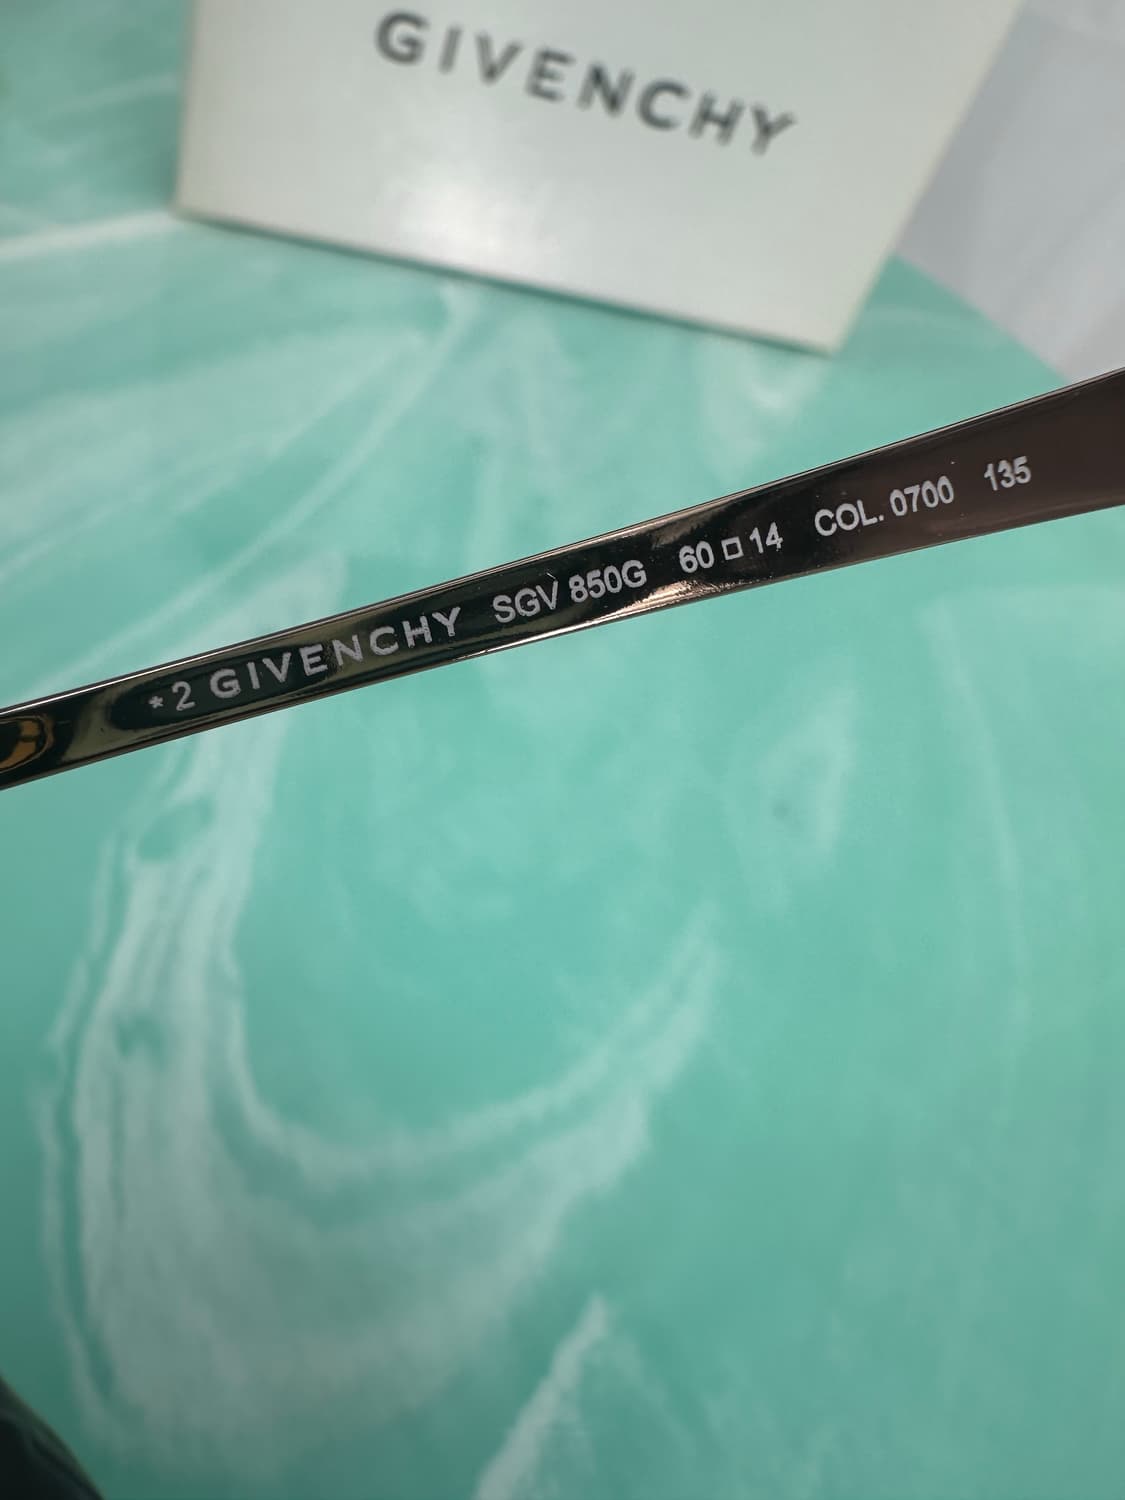 GIVENCHY
*2 GIVENCHY SGV 850G 60□14 COL. 0700 135